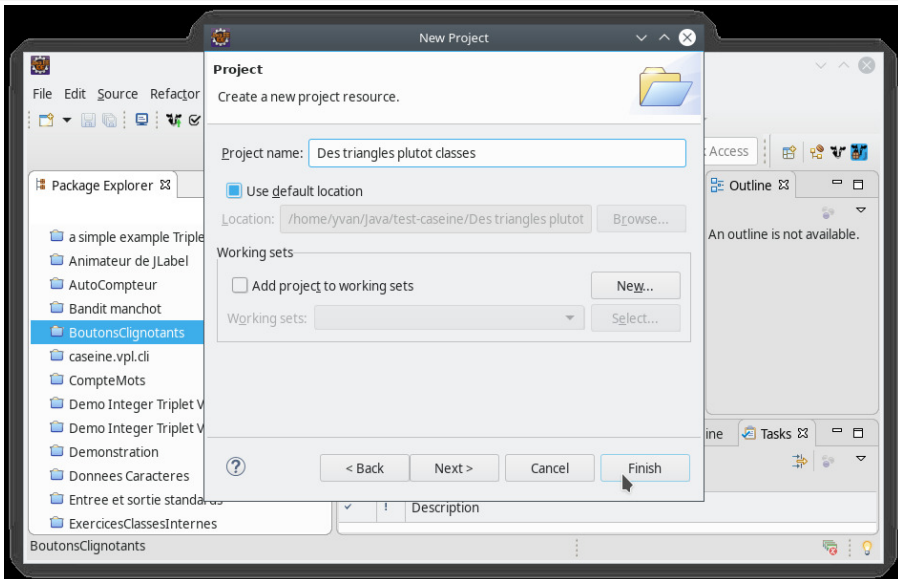 New Project
Project
Create a new project resource.
File Edit Source Refactor
Project name: Des triangles plutot classes
Access
Use default location
Package Explorer
Outline
Location: /home/yvan/Java/test-caseine/Des triangles plutot Browse...
a simple example Triple
An outline is not available.
Working sets
Animateur de JLabel
AutoCompteur
Add project to working sets New...
Bandit manchot
Working sets: Select...
BoutonsClignotants
caseine.vpl.cli
CompteMots
Demo Integer Triplet V
Demo Integer Triplet V
ine Tasks
Demonstration
< Back Next > Cancel Finish
Donnees Caracteres
Entree et sortie standards
! Description
ExercicesClassesInternes
BoutonsClignotants